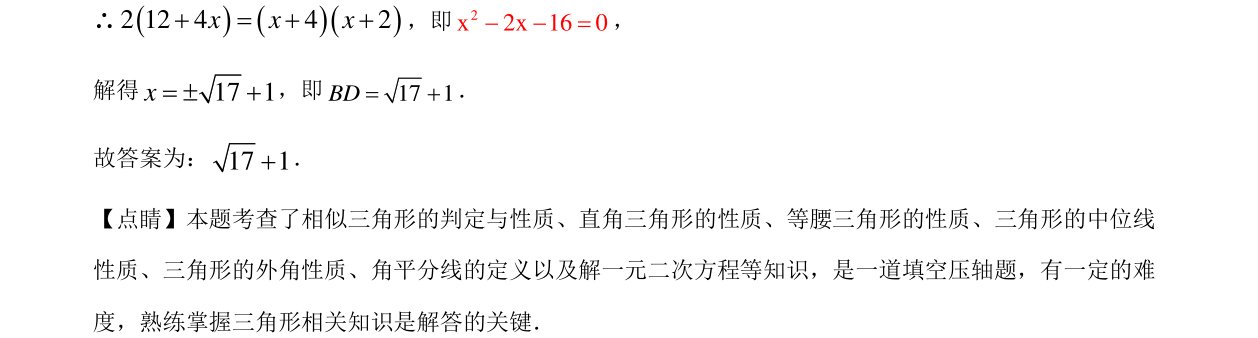 ∴ 2(12+4x)=(x+4)(x+2)，即 x²−2x−16=0，
解得 x=±√17+1，即 BD=√17+1．
故答案为：√17+1．
【点睛】本题考查了相似三角形的判定与性质、直角三角形的性质、等腰三角形的性质、三角形的中位线
性质、三角形的外角性质、角平分线的定义以及解一元二次方程等知识，是一道填空压轴题，有一定的难
度，熟练掌握三角形相关知识是解答的关键．